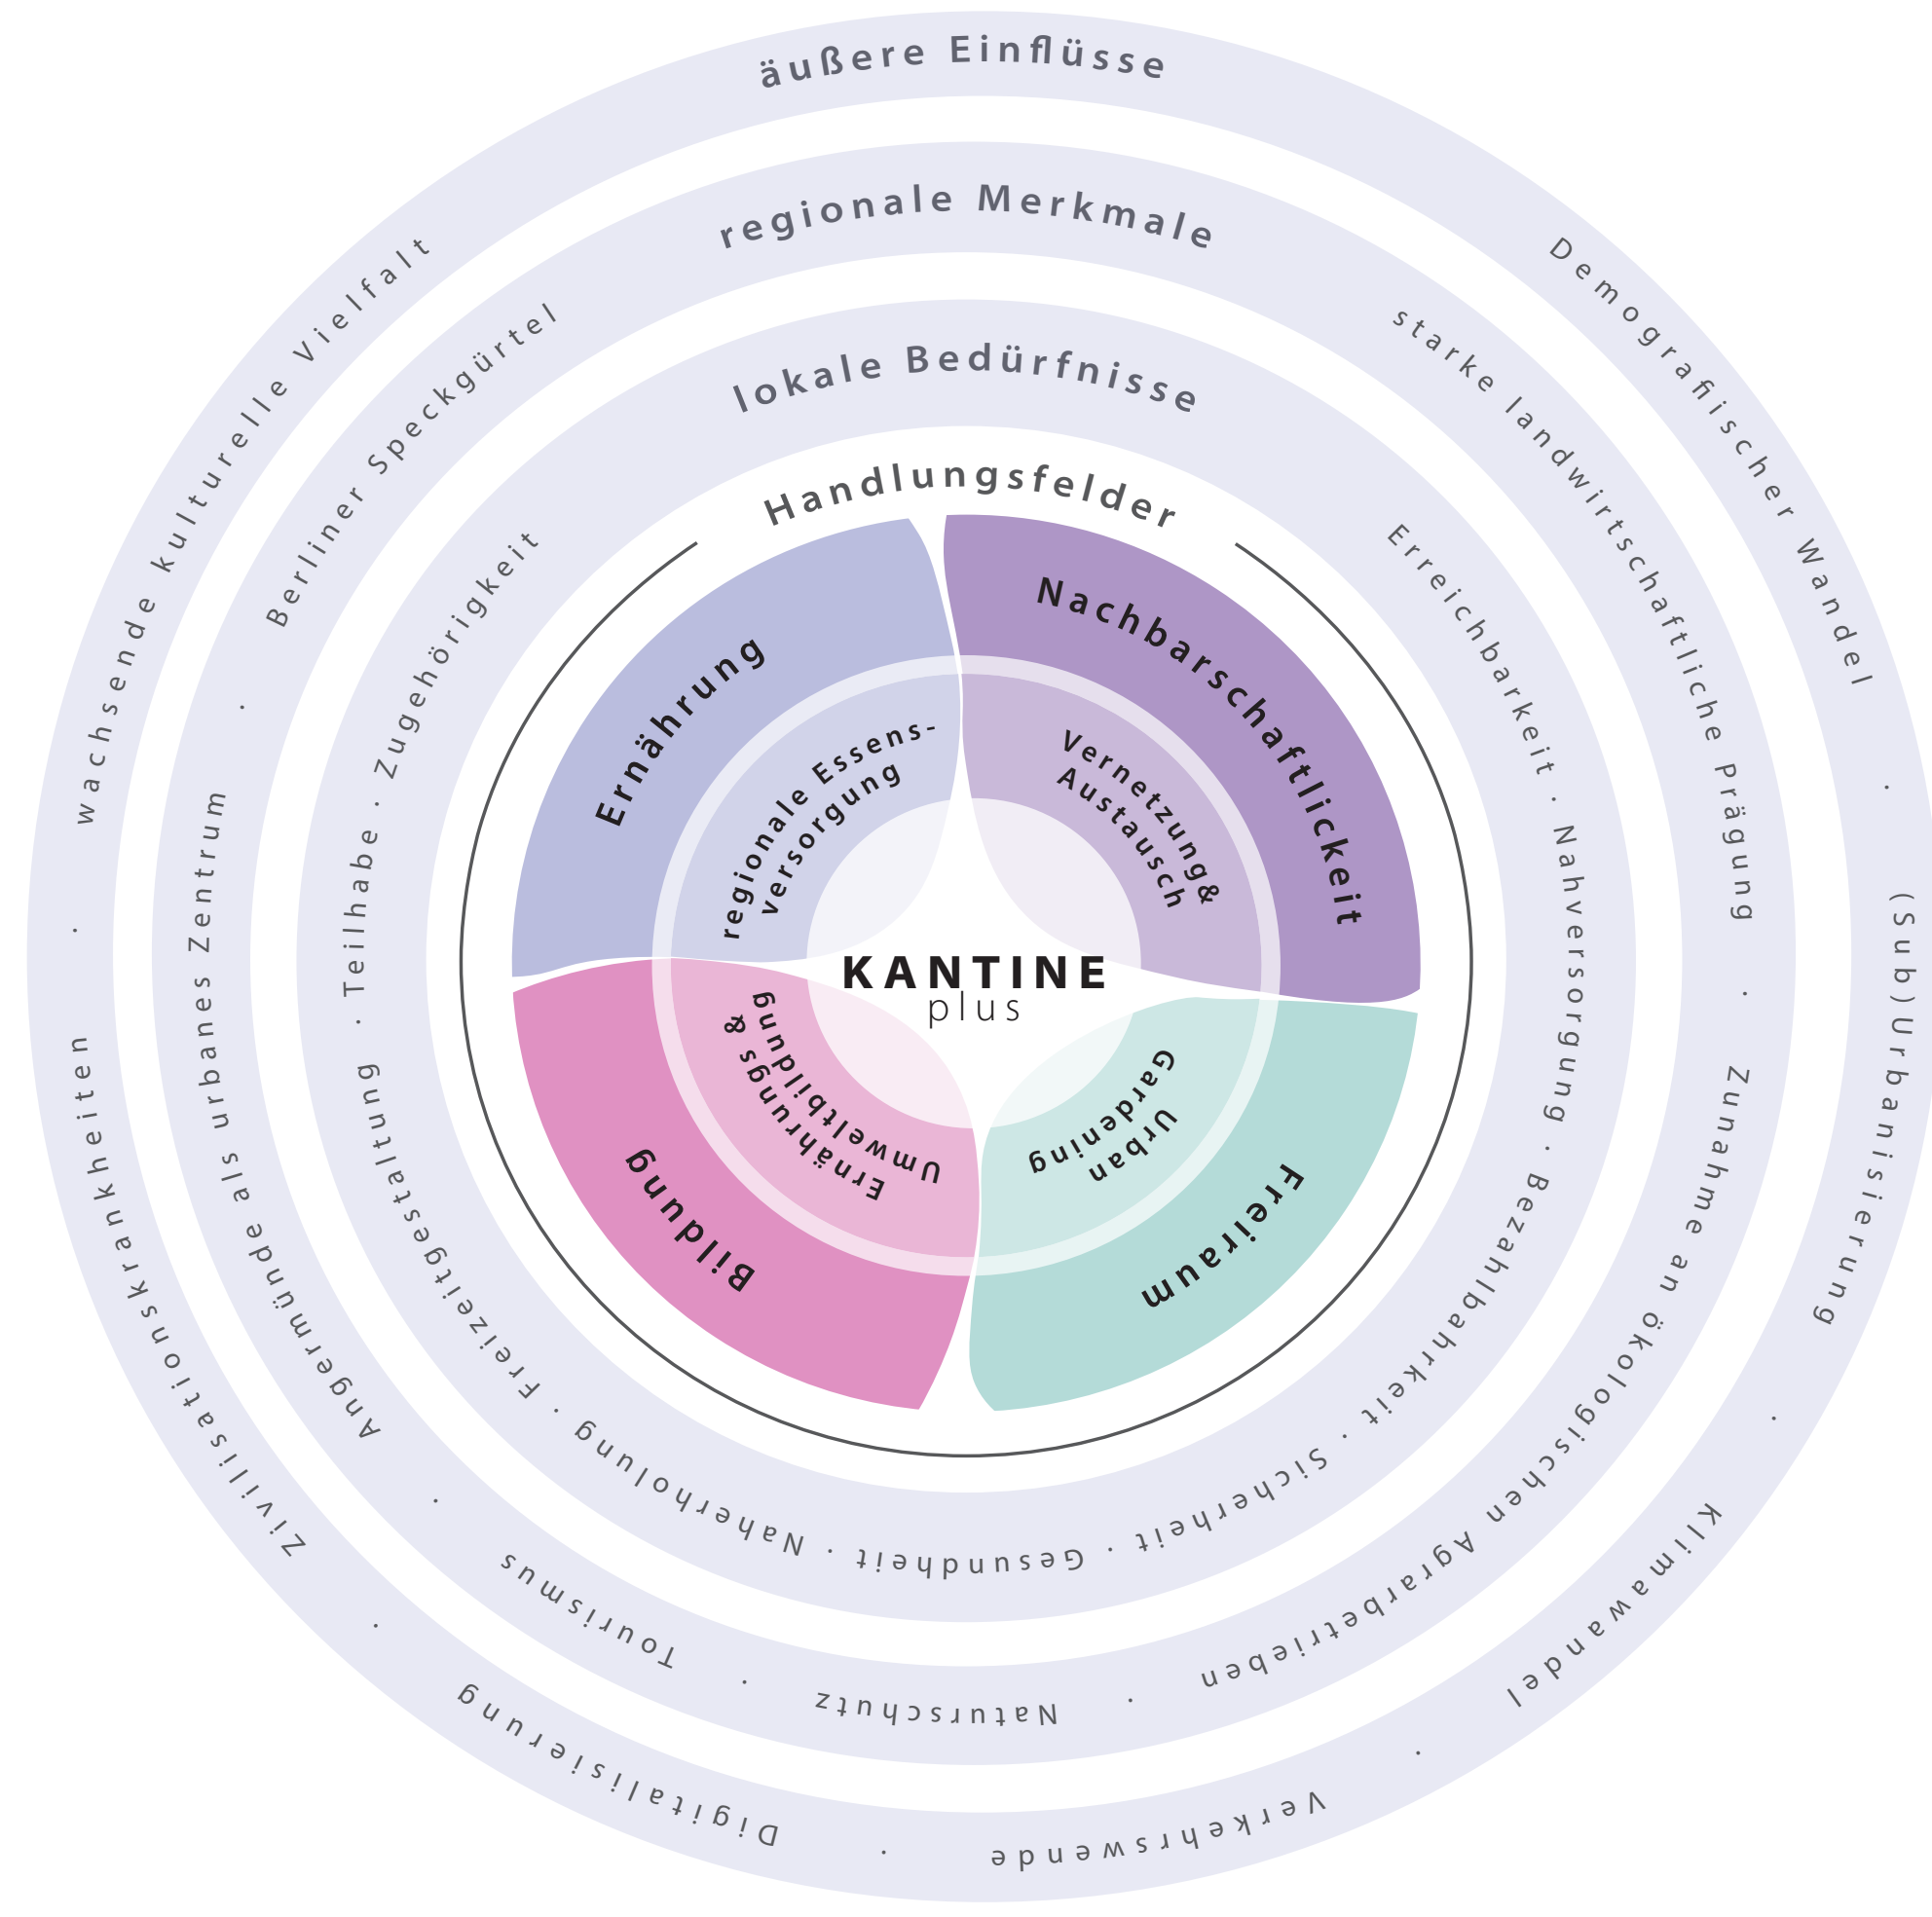 äußere Einflüsse
Demografischer Wandel · (Sub)Urbanisierung · Klimawandel · Verkehrswende · Digitalisierung · Zivilisationskrankheiten · wachsende kulturelle Vielfalt
regionale Merkmale
starke landwirtschaftliche Prägung · Zunahme an ökologischen Agrarbetrieben · Naturschutz · Tourismus · Angermünde als urbanes Zentrum · Berliner Speckgürtel
lokale Bedürfnisse
Erreichbarkeit · Nahversorgung · Bezahlbahrkeit · Sicherheit · Gesundheit · Naherholung · Freizeitgestaltung · Teilhabe · Zugehörigkeit
Handlungsfelder
Ernährung
regionale Essens-
versorgung
Nachbarschaftlickeit
Vernetzung&
Austausch
KANTINE
plus
Bildung
Ernährungs &
Umweltbildung
Freiraum
Urban
Gardening